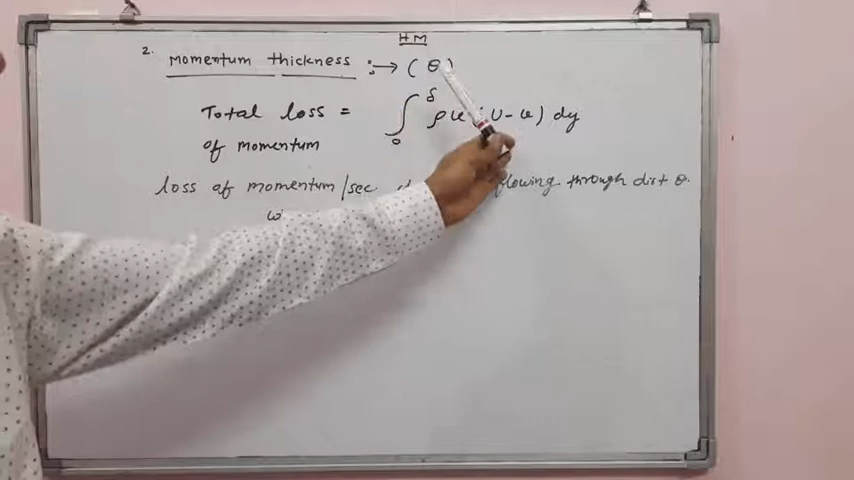 HM
2. Momentum thickness :→ (θ)
Total loss = ∫₀^δ ρu (U-u) dy
of momentum
loss of momentum/sec flowing through dist θ.